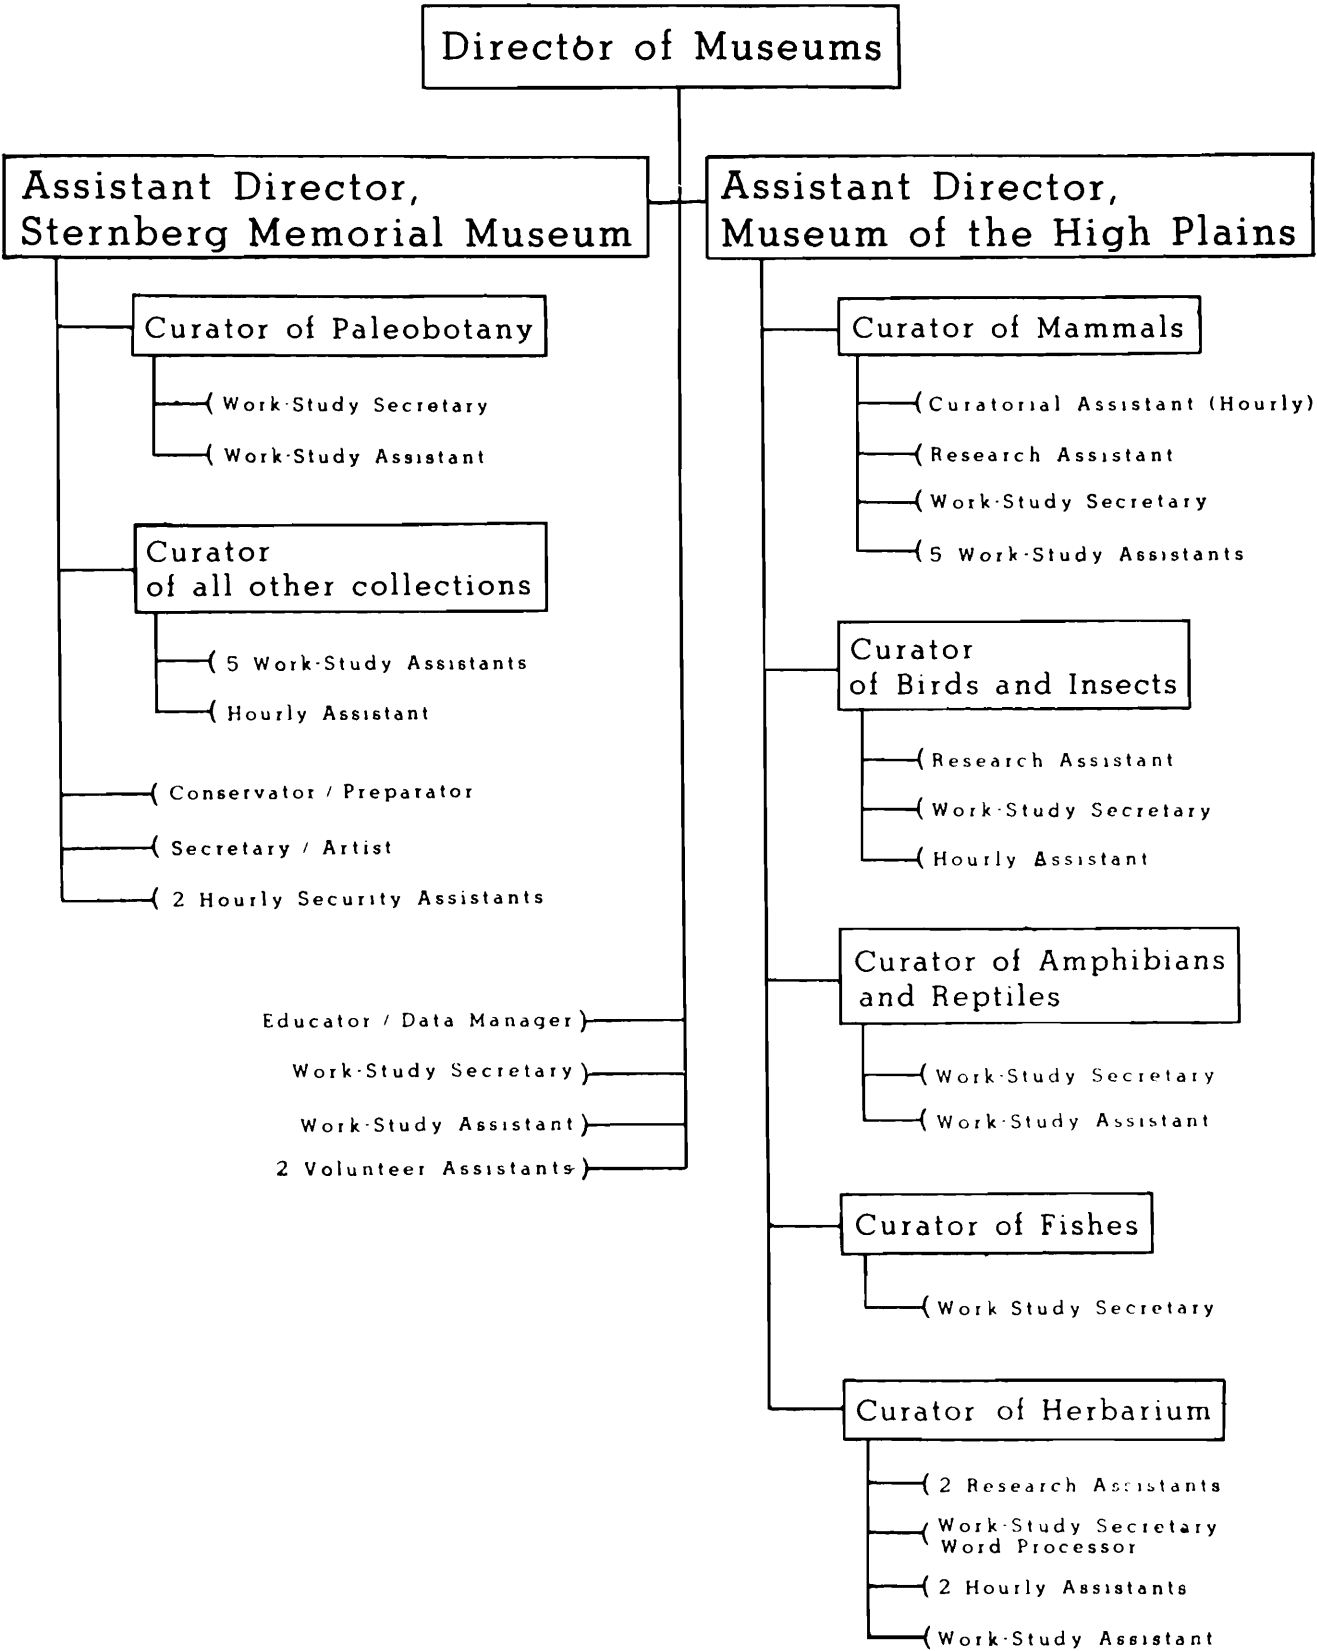 Director of Museums
Assistant Director,
Sternberg Memorial Museum
Curator of Paleobotany
Work-Study Secretary
Work-Study Assistant
Curator
of all other collections
5 Work-Study Assistants
Hourly Assistant
Conservator / Preparator
Secretary / Artist
2 Hourly Security Assistants
Educator / Data Manager
Work-Study Secretary
Work-Study Assistant
2 Volunteer Assistants
Assistant Director,
Museum of the High Plains
Curator of Mammals
Curatorial Assistant (Hourly)
Research Assistant
Work-Study Secretary
5 Work-Study Assistants
Curator
of Birds and Insects
Research Assistant
Work-Study Secretary
Hourly Assistant
Curator of Amphibians
and Reptiles
Work-Study Secretary
Work-Study Assistant
Curator of Fishes
Work Study Secretary
Curator of Herbarium
2 Research Assistants
Work-Study Secretary
Word Processor
2 Hourly Assistants
Work-Study Assistant